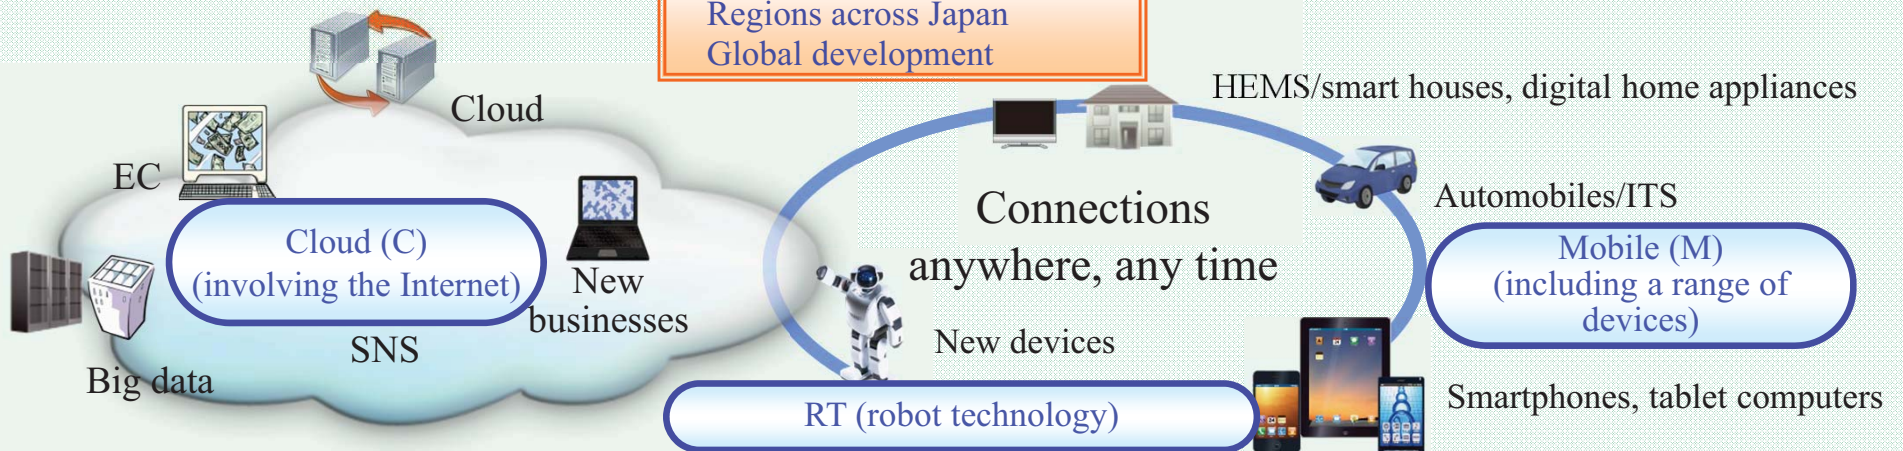 Regions across Japan
Global development
Cloud
EC
Cloud (C)
(involving the Internet)
New
businesses
SNS
Big data
HEMS/smart houses, digital home appliances
Connections
anywhere, any time
Automobiles/ITS
Mobile (M)
(including a range of
devices)
New devices
RT (robot technology)
Smartphones, tablet computers